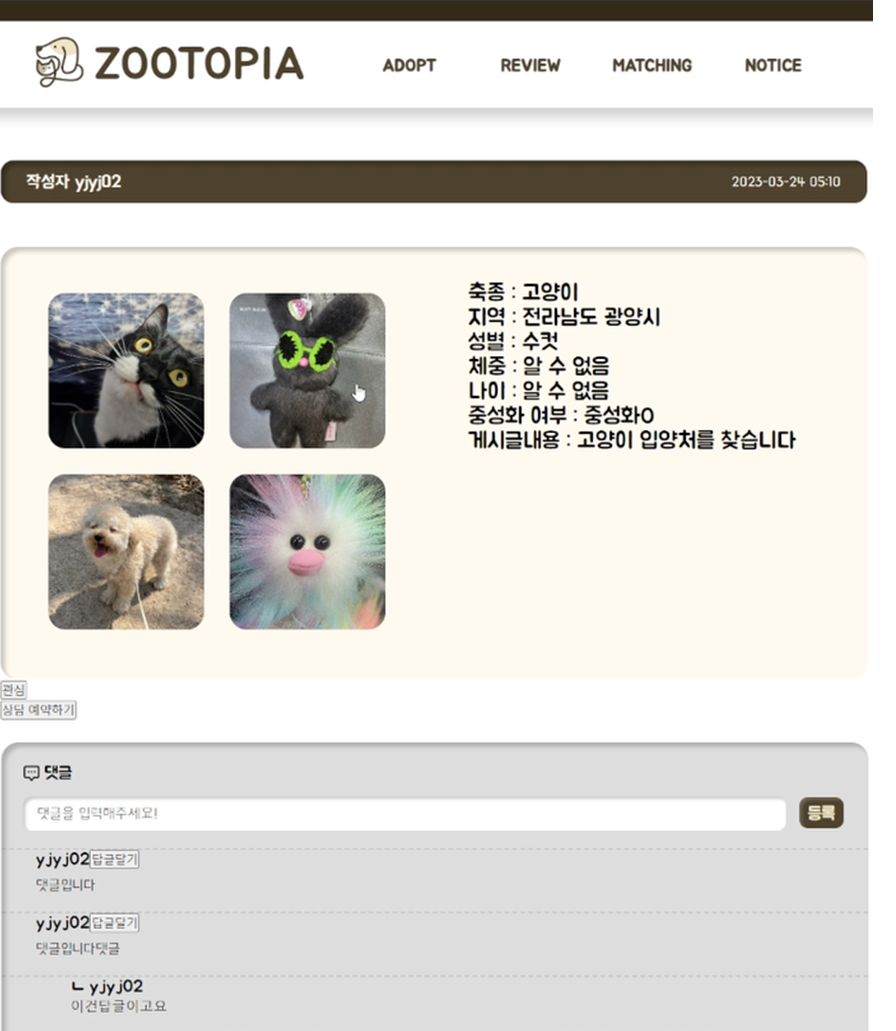 ZOOTOPIA
ADOPT REVIEW MATCHING NOTICE
작성자 yjyj02
2023-03-24 05:10
축종 : 고양이
지역 : 전라남도 광양시
성별 : 수컷
체중 : 알 수 없음
나이 : 알 수 없음
중성화 여부 : 중성화O
게시글내용 : 고양이 입양처를 찾습니다
관심
상담 예약하기
댓글
댓글을 입력해주세요!
등록
yjyj02 답글달기
댓글입니다
yjyj02 답글달기
댓글입니다댓글
ㄴ yjyj02
이건답글이고요